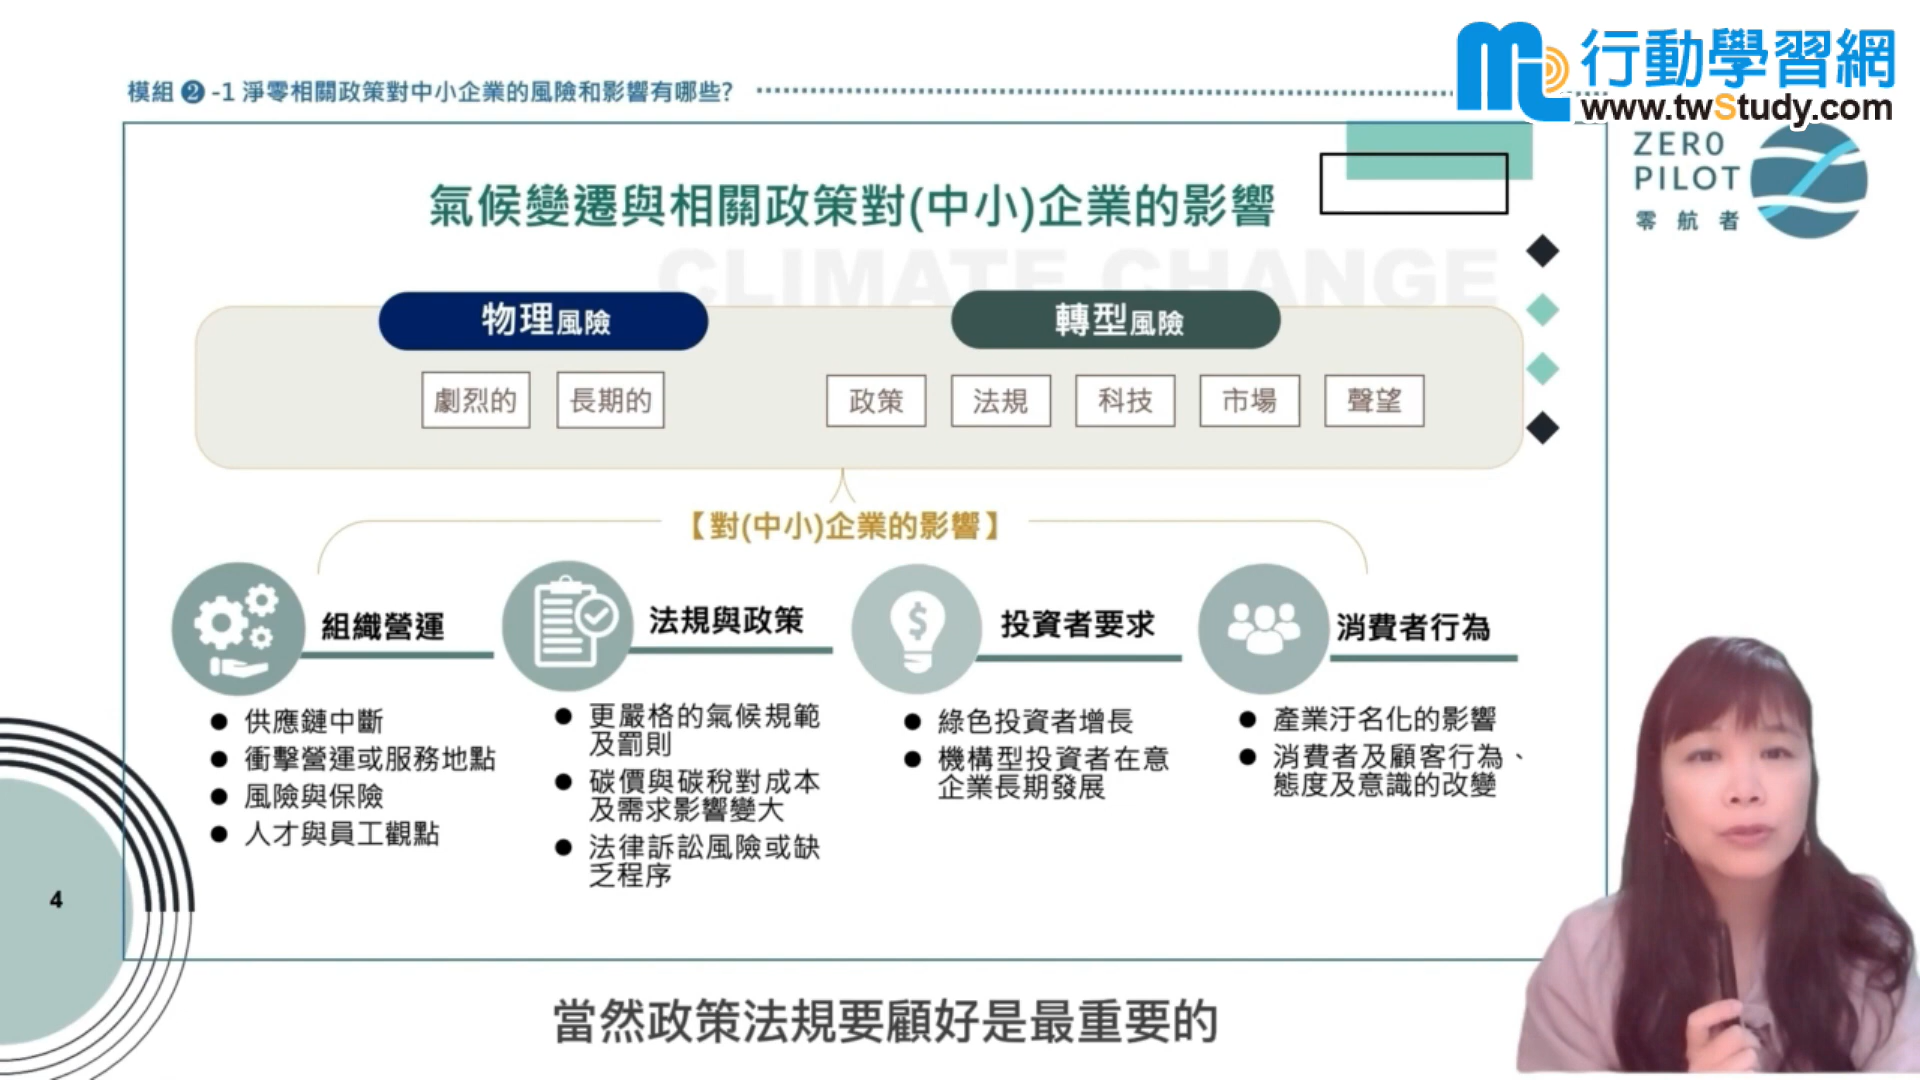 行動學習網
www.twStudy.com
模組 ❷ -1 淨零相關政策對中小企業的風險和影響有哪些?
ZERO
PILOT
零航者
氣候變遷與相關政策對(中小)企業的影響
CLIMATE CHANGE
物理風險
轉型風險
劇烈的
長期的
政策
法規
科技
市場
聲望
【對(中小)企業的影響】
組織營運
● 供應鏈中斷
● 衝擊營運或服務地點
● 風險與保險
● 人才與員工觀點
法規與政策
● 更嚴格的氣候規範
及罰則
● 碳價與碳稅對成本
及需求影響變大
● 法律訴訟風險或缺
乏程序
投資者要求
● 綠色投資者增長
● 機構型投資者在意
企業長期發展
消費者行為
● 產業汙名化的影響
● 消費者及顧客行為、
態度及意識的改變
4
當然政策法規要顧好是最重要的